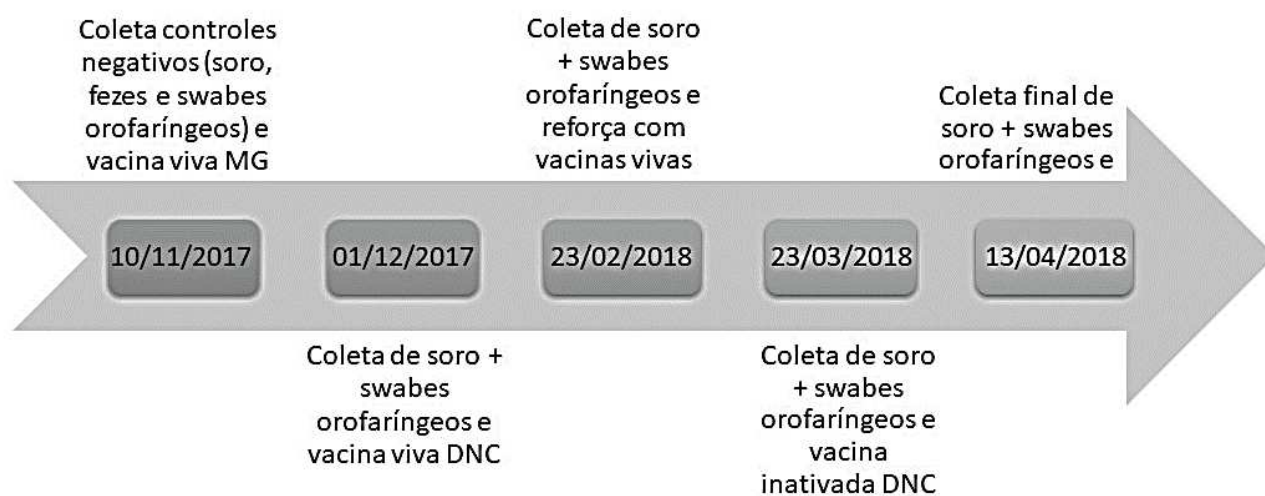 Coleta controles
negativos (soro,
fezes e swabes
orofaríngeos) e
vacina viva MG
Coleta de soro
+ swabes
orofaríngeos e
reforça com
vacinas vivas
Coleta final de
soro + swabes
orofaríngeos e
10/11/2017
01/12/2017
23/02/2018
23/03/2018
13/04/2018
Coleta de soro +
swabes
orofaríngeos e
vacina viva DNC
Coleta de soro
+ swabes
orofaríngeos e
vacina
inativada DNC